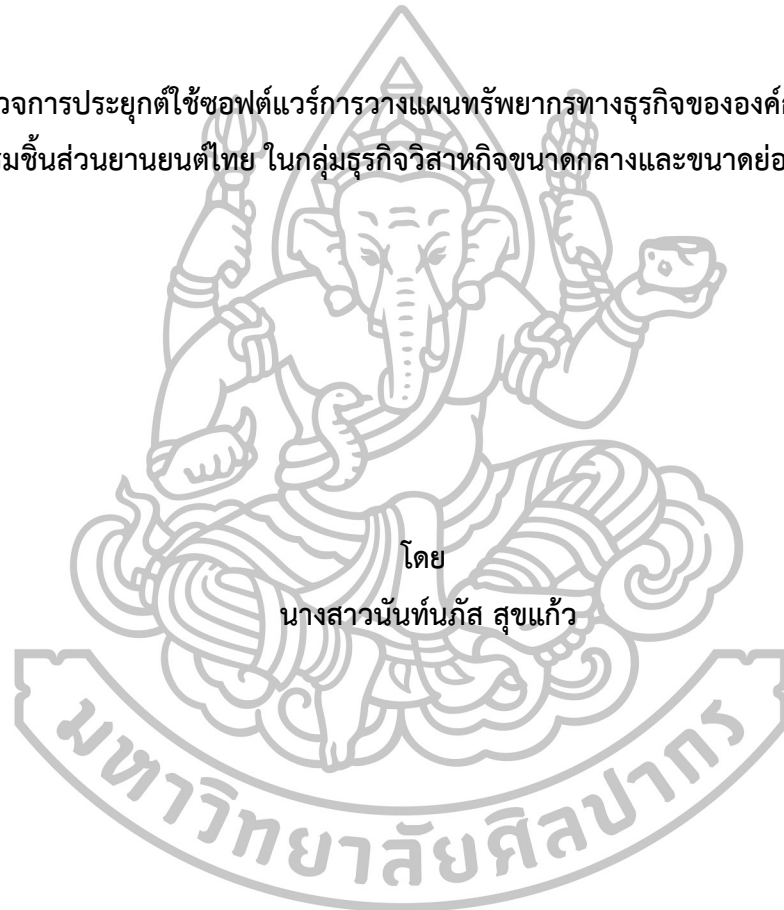 วจการประยุกต์ใช้ซอฟต์แวร์การวางแผนทรัพยากรทางธุรกิจขององค์
รมชิ้นส่วนยานยนต์ไทย ในกลุ่มธุรกิจวิสาหกิจขนาดกลางและขนาดย่อ
โดย
นางสาวนันท์นภัส สุขแก้ว
มหาวิทยาลัยศิลปากร